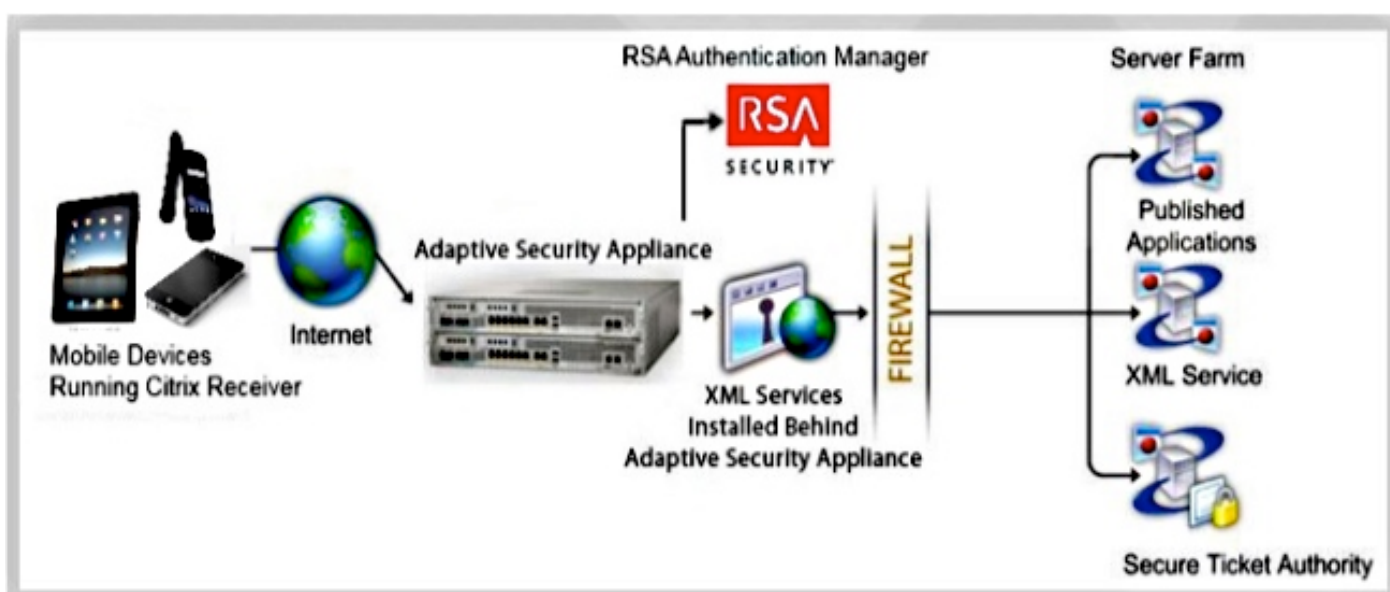 RSA Authentication Manager
Server Farm
RSA
SECURITY
Adaptive Security Appliance
FIREWALL
Published
Applications
Internet
Mobile Devices
Running Citrix Receiver
XML Services
Installed Behind
Adaptive Security Appliance
XML Service
Secure Ticket Authority